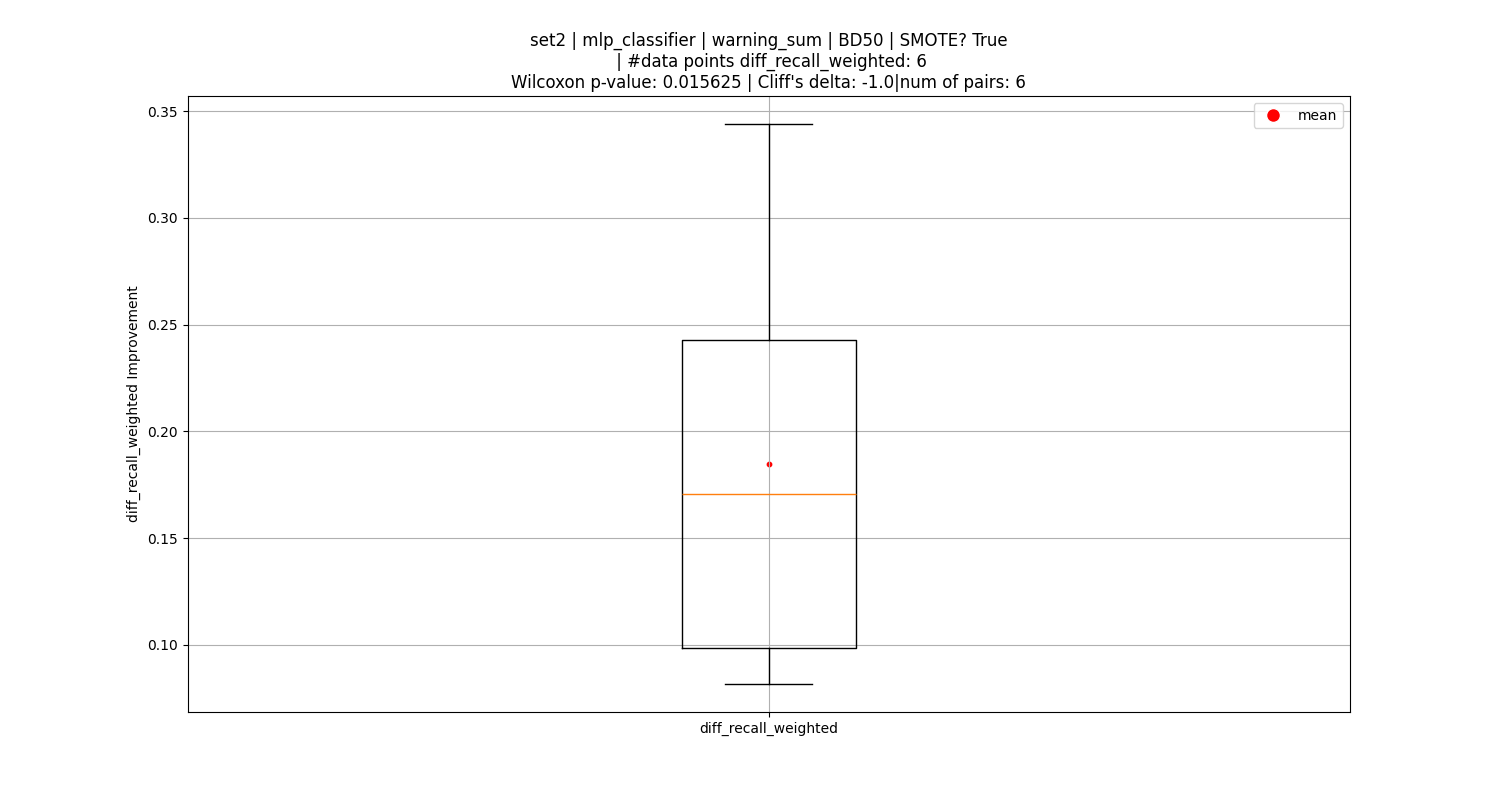 set2 | mlp_classifier | warning_sum | BD50 | SMOTE? True
| #data points diff_recall_weighted: 6
Wilcoxon p-value: 0.015625 | Cliff's delta: -1.0|num of pairs: 6
mean
0.35
0.30
0.25
0.20
0.15
0.10
diff_recall_weighted Improvement
diff_recall_weighted